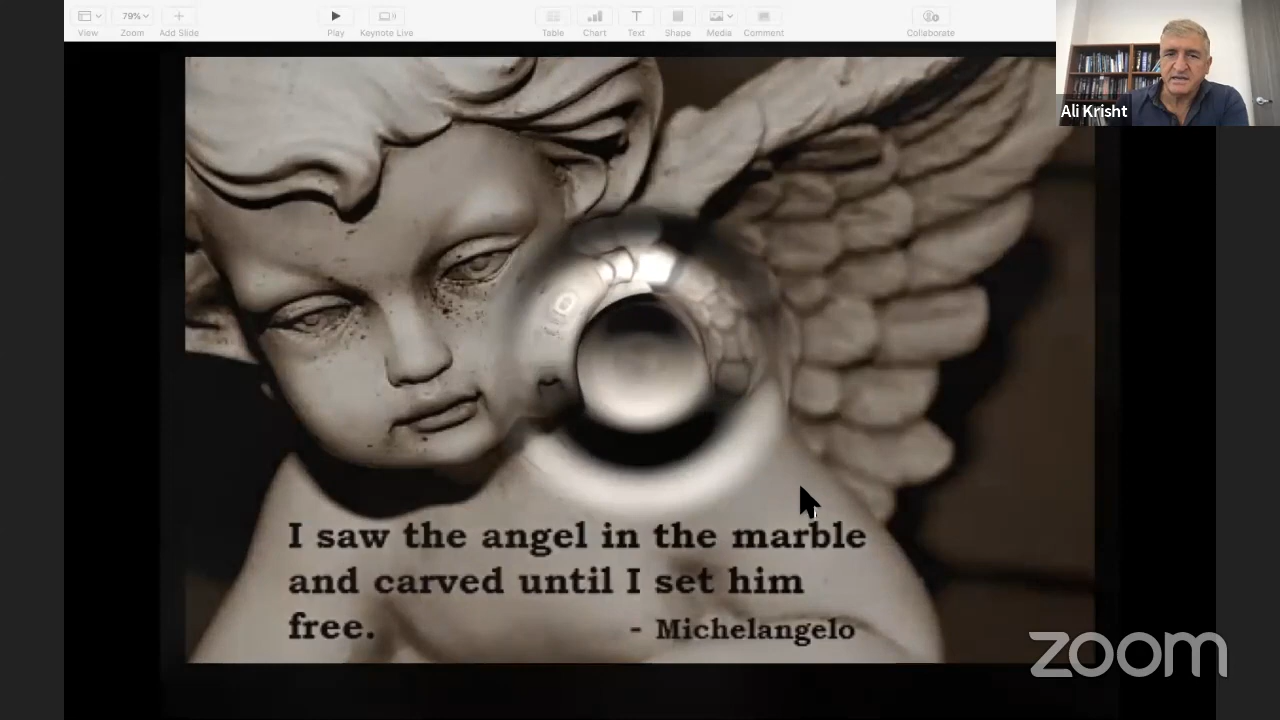 79%
View
Zoom
Add Slide
Play
Keynote Live
Table
Chart
Text
Shape
Media
Comment
Collaborate
Ali Krisht
I saw the angel in the marble
and carved until I set him
free.
- Michelangelo
zoom